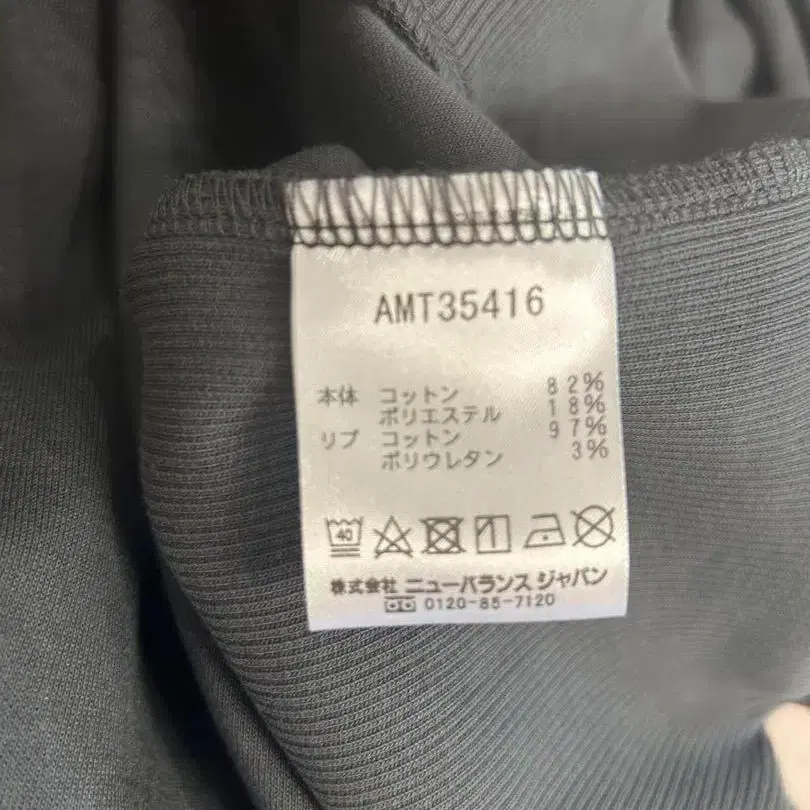 AMT35416
本体 コットン 82%
ポリエステル 18%
リブ コットン 97%
ポリウレタン 3%
40
株式会社 ニューバランス ジャパン
0120-85-7120